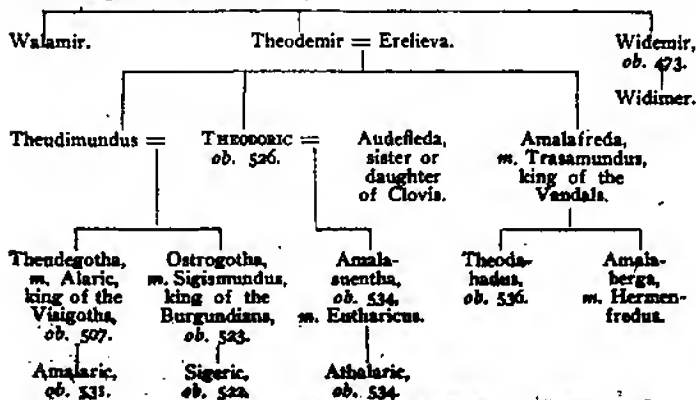 Walamir. Theodemir = Erelieva. Widemir,
ob. 473.
Widimer.
Theudimundus = THEODORIC = Audefleda, Amalafreda,
ob. 526. sister or m. Trasamundus,
daughter king of the
of Clovis. Vandals.
Theudegotha, Ostrogotha, Amala- Theoda- Amala-
m. Alaric, m. Sigismundus, suentha, hadus, berga,
king of the king of the ob. 534. ob. 536. m. Hermen-
Visigoths, Burgundians, m. Eutharicus. fredus.
ob. 507. ob. 523.
Amalaric, Sigeric, Athalaric,
ob. 531. ob. 522. ob. 534.